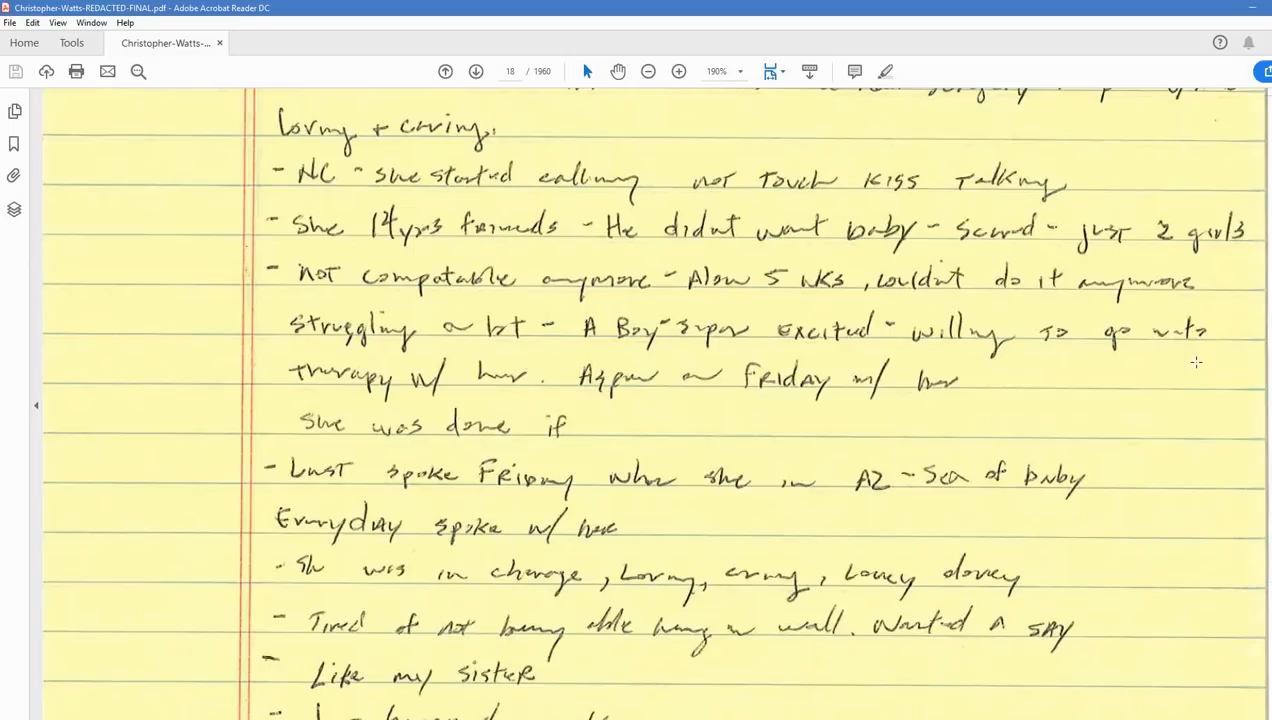 Christopher-Watts-REDACTED-FINAL.pdf - Adobe Acrobat Reader DC
File Edit View Window Help
Home Tools Christopher-Watts-... ×
18 / 1960 190%
Loving + caring.
- NC - she started calling not Touch KISS Talking
- She 14yrs friends - He didnt want baby - Scared - just 2 girls
- not compatable anymore - Alone 5 wks, couldn't do it anymore
struggling a lot - A Boy - super Excited - willing to go into
therapy w/ her. Aspen on FRIDAY w/ her
She was done if
- Last spoke Friday when she in AZ - Sex of baby
Everyday spoke w/ her
- She was in charge, Loving, caring, Lovey dovey
- Tired of not being able hang on wall. Wanted A SAY
- Like my sister